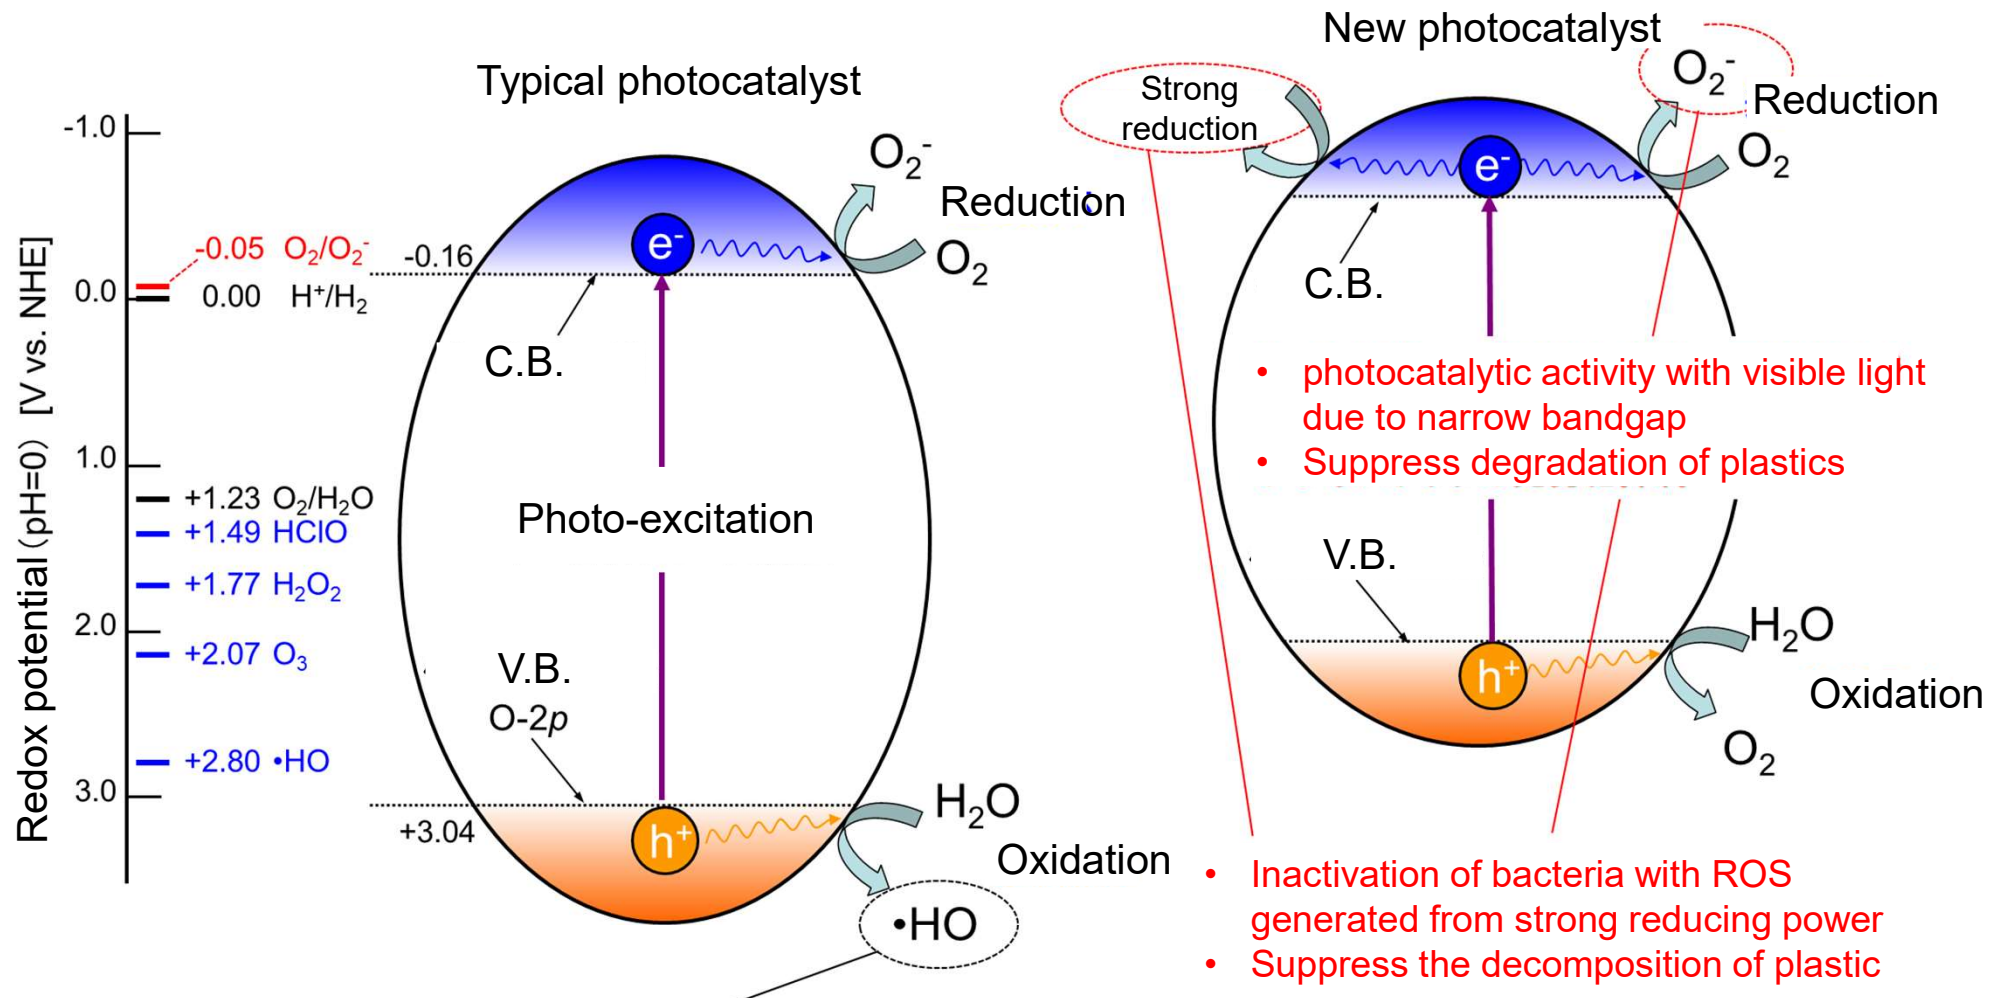 New photocatalyst
Typical photocatalyst
Redox potential(pH=0) [V vs. NHE]
-1.0
0.0
1.0
2.0
3.0
-0.05 O₂/O₂⁻
0.00 H⁺/H₂
+1.23 O₂/H₂O
+1.49 HClO
+1.77 H₂O₂
+2.07 O₃
+2.80 •HO
-0.16
+3.04
O₂⁻
Reduction
O₂
e⁻
C.B.
Photo-excitation
V.B.
O-2p
h⁺
H₂O
Oxidation
•HO
Strong
reduction
O₂⁻
Reduction
O₂
e⁻
C.B.
• photocatalytic activity with visible light
due to narrow bandgap
• Suppress degradation of plastics
V.B.
h⁺
H₂O
Oxidation
O₂
• Inactivation of bacteria with ROS
generated from strong reducing power
• Suppress the decomposition of plastic